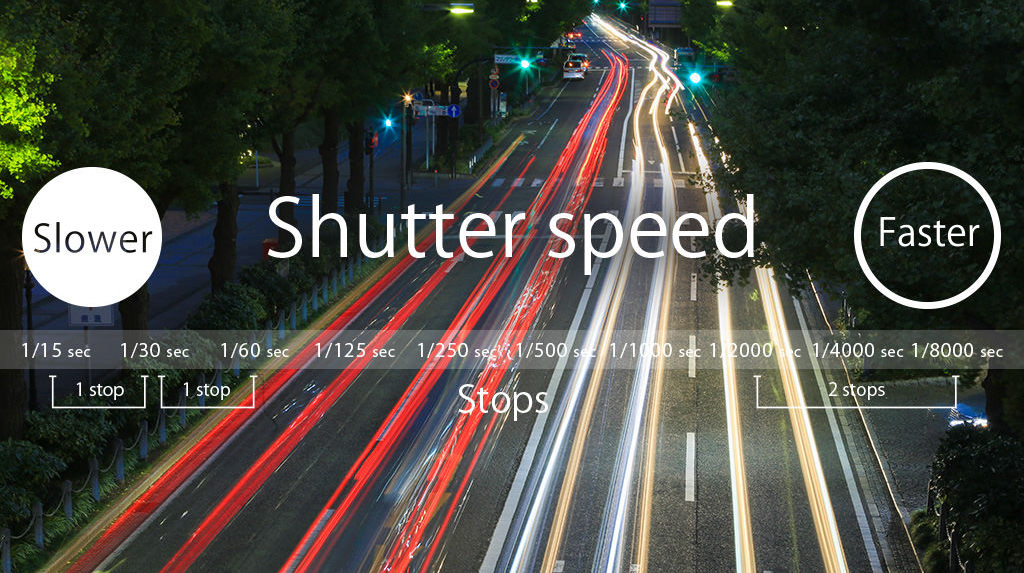 Slower
Shutter speed
Faster
1/15 sec 1/30 sec 1/60 sec 1/125 sec 1/250 sec 1/500 sec 1/1000 sec 1/2000 sec 1/4000 sec 1/8000 sec
1 stop 1 stop 2 stops
Stops